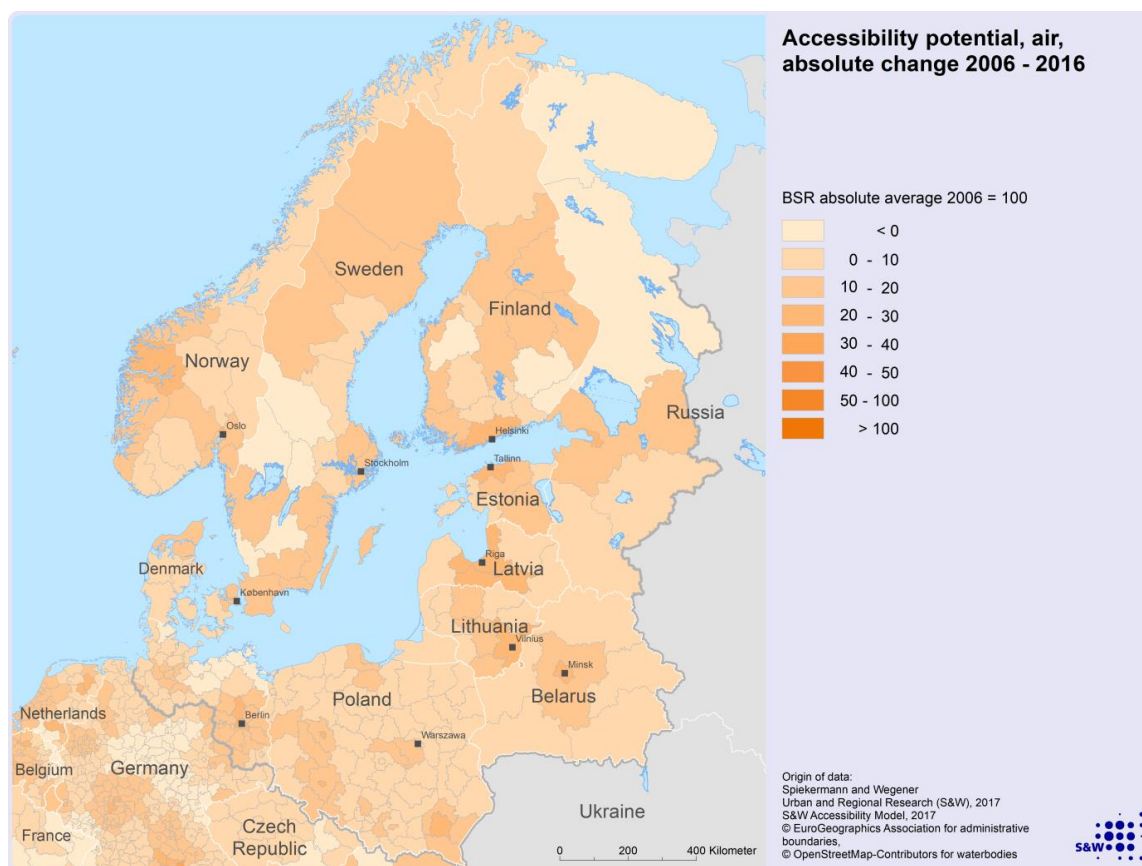 Accessibility potential, air,
absolute change 2006 - 2016
BSR absolute average 2006 = 100
< 0
0 - 10
10 - 20
20 - 30
30 - 40
40 - 50
50 - 100
> 100
Sweden
Finland
Norway
Oslo
Helsinki
Russia
Stockholm
Tallinn
Estonia
Riga
Denmark
Latvia
København
Lithuania
Vilnius
Minsk
Belarus
Poland
Netherlands
Berlin
Warszawa
Belgium
Germany
Ukraine
France
Czech
Republic
0 200 400 Kilometer
Origin of data:
Spiekermann and Wegener
Urban and Regional Research (S&W), 2017
S&W Accessibility Model, 2017
© EuroGeographics Association for administrative
boundaries,
© OpenStreetMap-Contributors for waterbodies
S&W